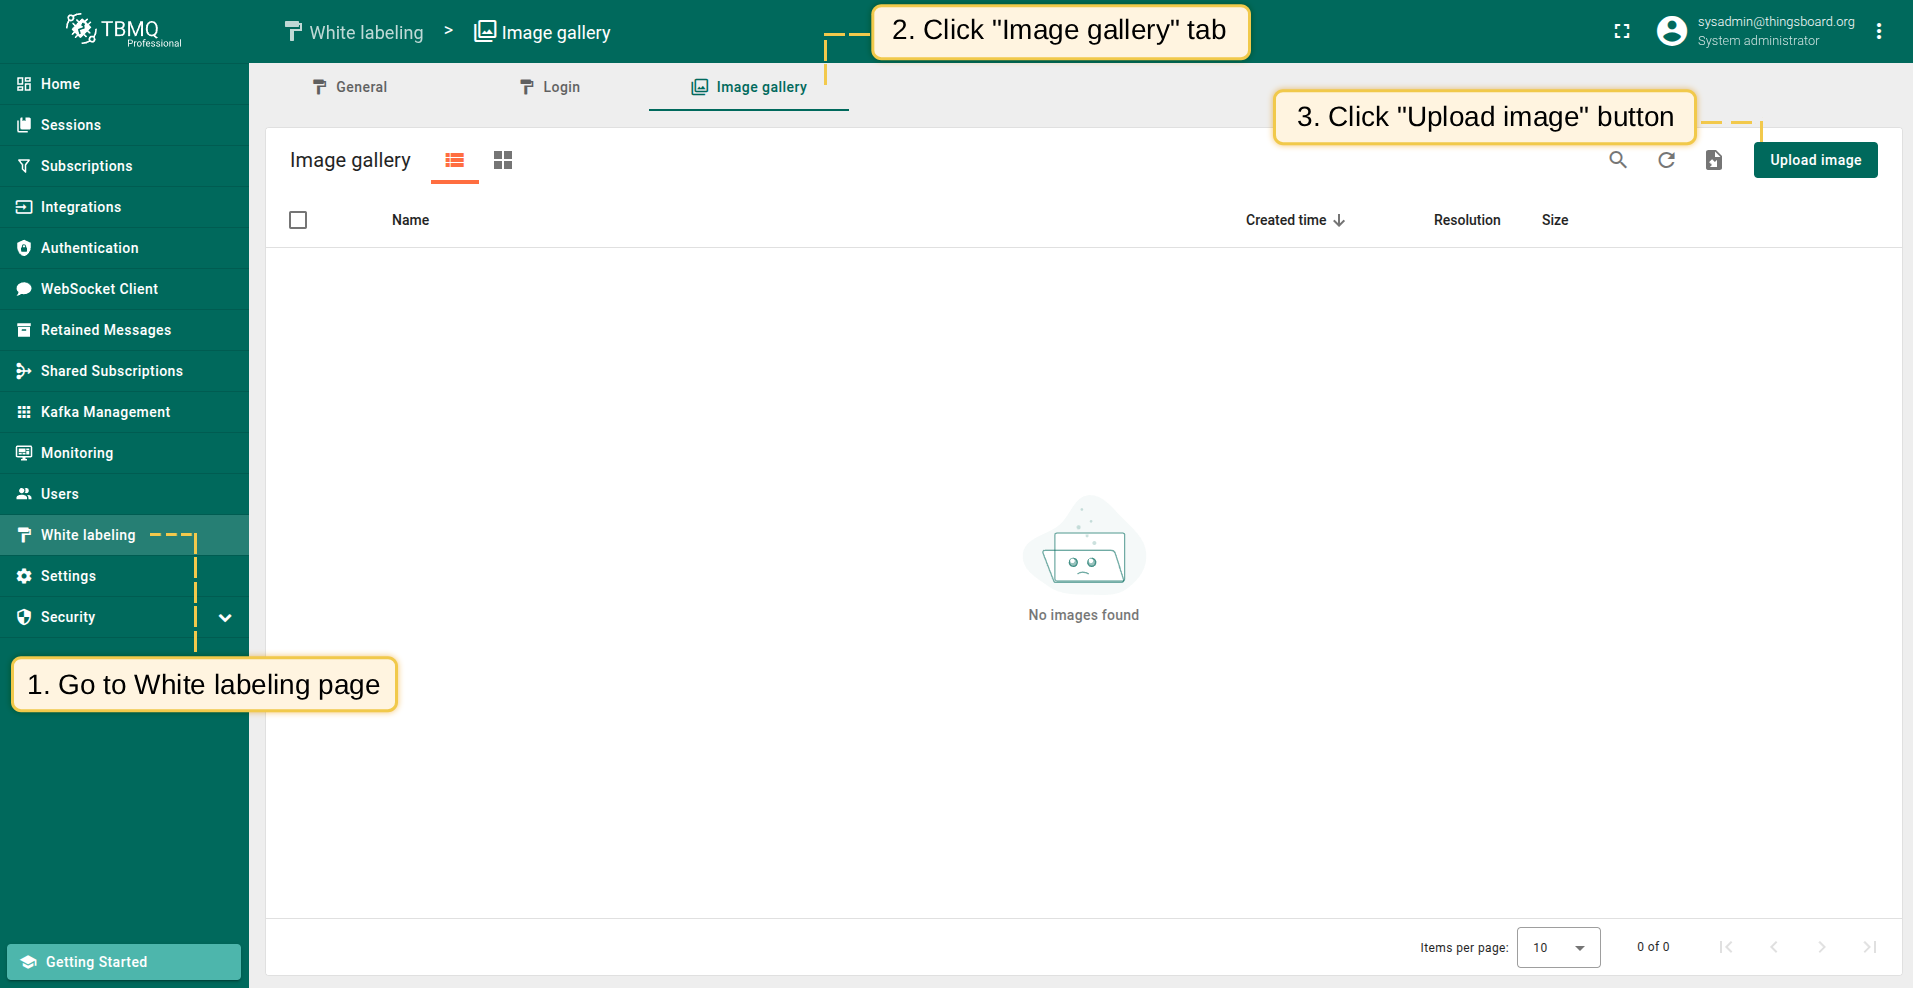 TBMQ
Professional
White labeling > Image gallery
2. Click "Image gallery" tab
sysadmin@thingsboard.org
System administrator
Home
Sessions
Subscriptions
Integrations
Authentication
WebSocket Client
Retained Messages
Shared Subscriptions
Kafka Management
Monitoring
Users
White labeling
Settings
Security
1. Go to White labeling page
Getting Started
General
Login
Image gallery
3. Click "Upload image" button
Image gallery
Upload image
Name
Created time
Resolution
Size
No images found
Items per page:
10
0 of 0